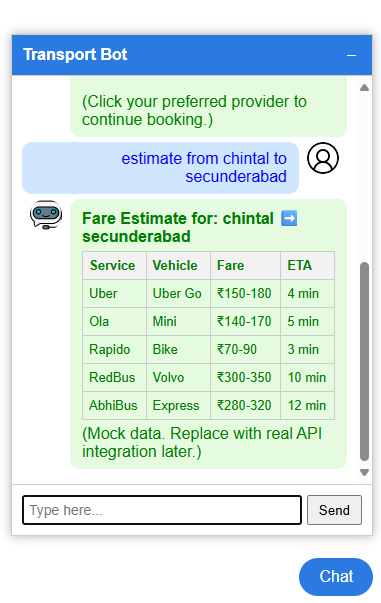 Transport Bot –
(Click your preferred provider to
continue booking.)
estimate from chintal to
secunderabad
Fare Estimate for: chintal ➡️
secunderabad
Service Vehicle Fare ETA
Uber Uber Go ₹150-180 4 min
Ola Mini ₹140-170 5 min
Rapido Bike ₹70-90 3 min
RedBus Volvo ₹300-350 10 min
AbhiBus Express ₹280-320 12 min
(Mock data. Replace with real API
integration later.)
Type here...
Send
Chat